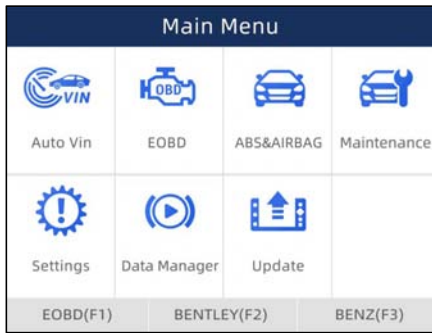 Main Menu
VIN
OBD
Auto Vin EOBD ABS&AIRBAG Maintenance
Settings Data Manager Update
EOBD(F1) BENTLEY(F2) BENZ(F3)